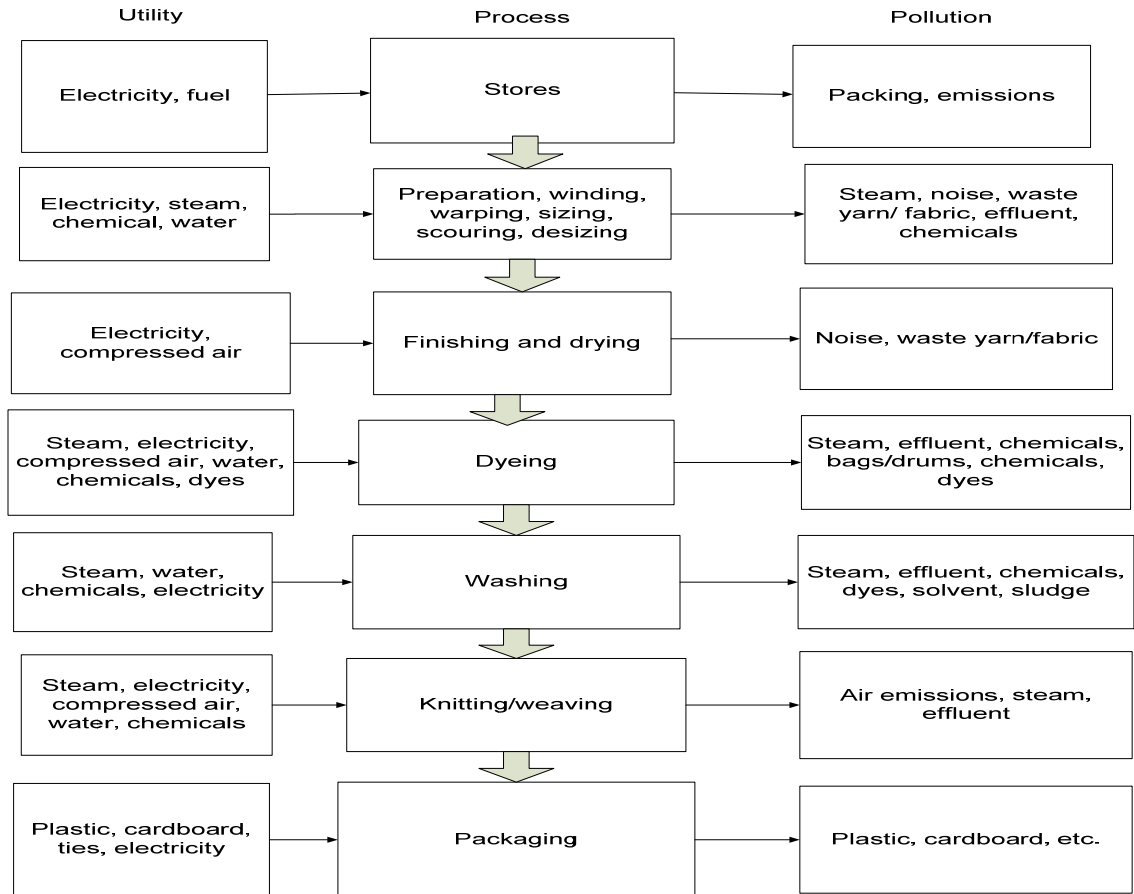 Utility
Process
Pollution
Electricity, fuel
Stores
Packing, emissions
Electricity, steam,
chemical, water
Preparation, winding,
warping, sizing,
scouring, desizing
Steam, noise, waste
yarn/ fabric, effluent,
chemicals
Electricity,
compressed air
Finishing and drying
Noise, waste yarn/fabric
Steam, electricity,
compressed air, water,
chemicals, dyes
Dyeing
Steam, effluent, chemicals,
bags/drums, chemicals,
dyes
Steam, water,
chemicals, electricity
Washing
Steam, effluent, chemicals,
dyes, solvent, sludge
Steam, electricity,
compressed air,
water, chemicals
Knitting/weaving
Air emissions, steam,
effluent
Plastic, cardboard,
ties, electricity
Packaging
Plastic, cardboard, etc.